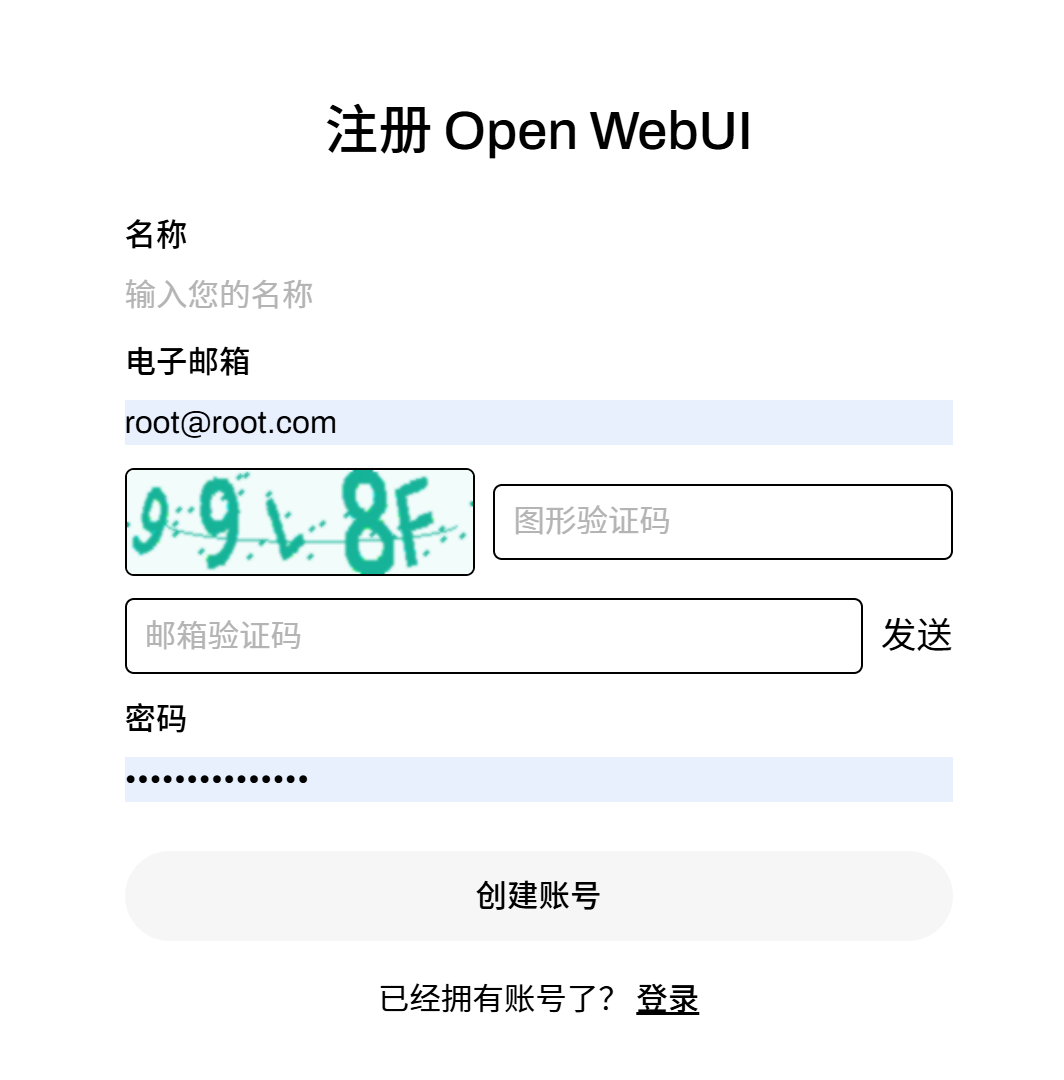 注册 Open WebUI
名称
输入您的名称
电子邮箱
root@root.com
99L8F
图形验证码
邮箱验证码
发送
密码
•••••••••••••••
创建账号
已经拥有账号了？ 登录